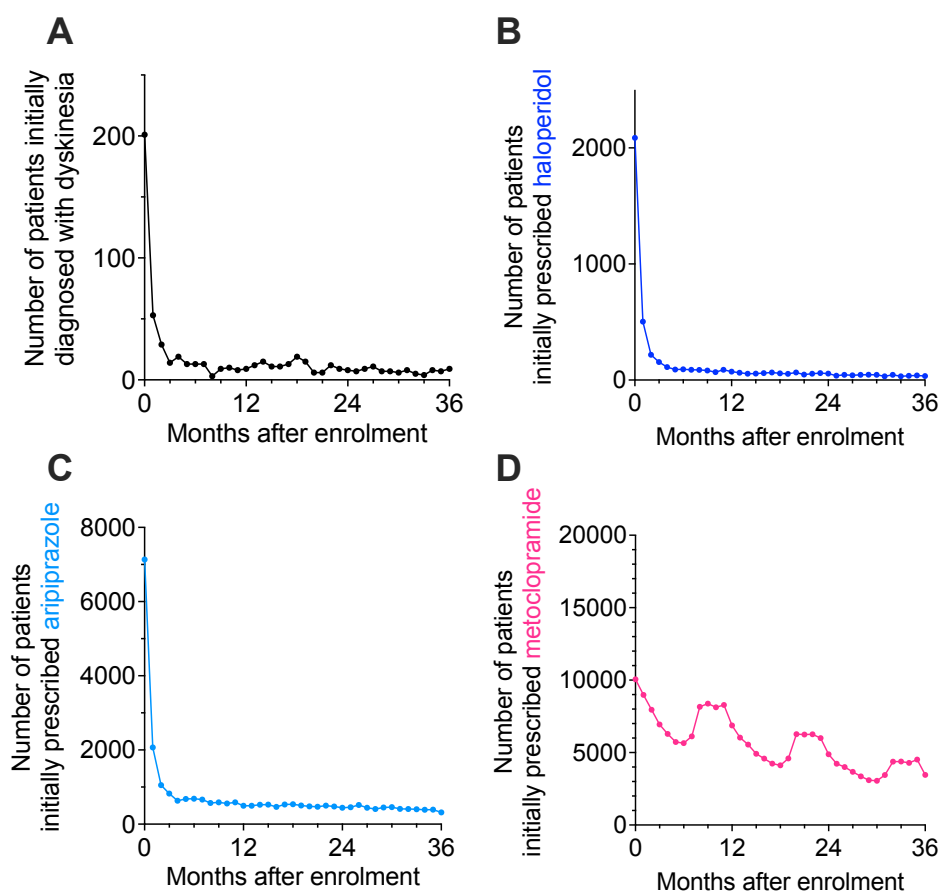 A
Number of patients initially
diagnosed with dyskinesia
200
100
0
0
12
24
36
Months after enrolment
B
Number of patients
initially prescribed haloperidol
2000
1000
0
0
12
24
36
Months after enrolment
C
Number of patients
initially prescribed aripiprazole
8000
6000
4000
2000
0
0
12
24
36
Months after enrolment
D
Number of patients
initially prescribed metoclopramide
20000
15000
10000
5000
0
0
12
24
36
Months after enrolment